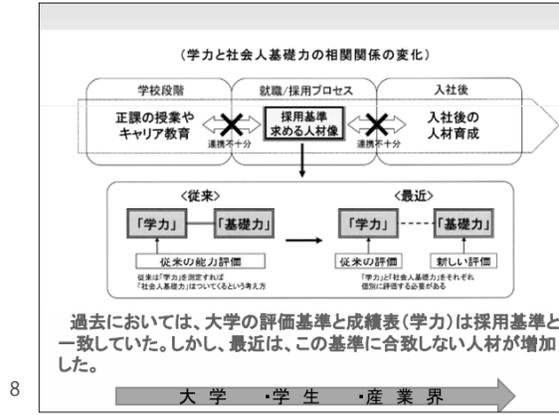 (学力と社会人基礎力の相関関係の変化)
学校段階
就職/採用プロセス
入社後
正課の授業や
キャリア教育
採用基準
求める人材像
入社後の
人材育成
連携不十分
連携不十分
<従来>
<最近>
「学力」
「基礎力」
「学力」
「基礎力」
従来の能力評価
従来の評価
新しい評価
従来は「学力」を測定すれば
「社会人基礎力」はついてくるという考え方
「学力」と「社会人基礎力」をそれぞれ
個別に評価する必要がある
過去においては、大学の評価基準と成績表(学力)は採用基準と
一致していた。しかし、最近は、この基準に合致しない人材が増加
した。
8
大 学 ・学 生 ・産 業 界